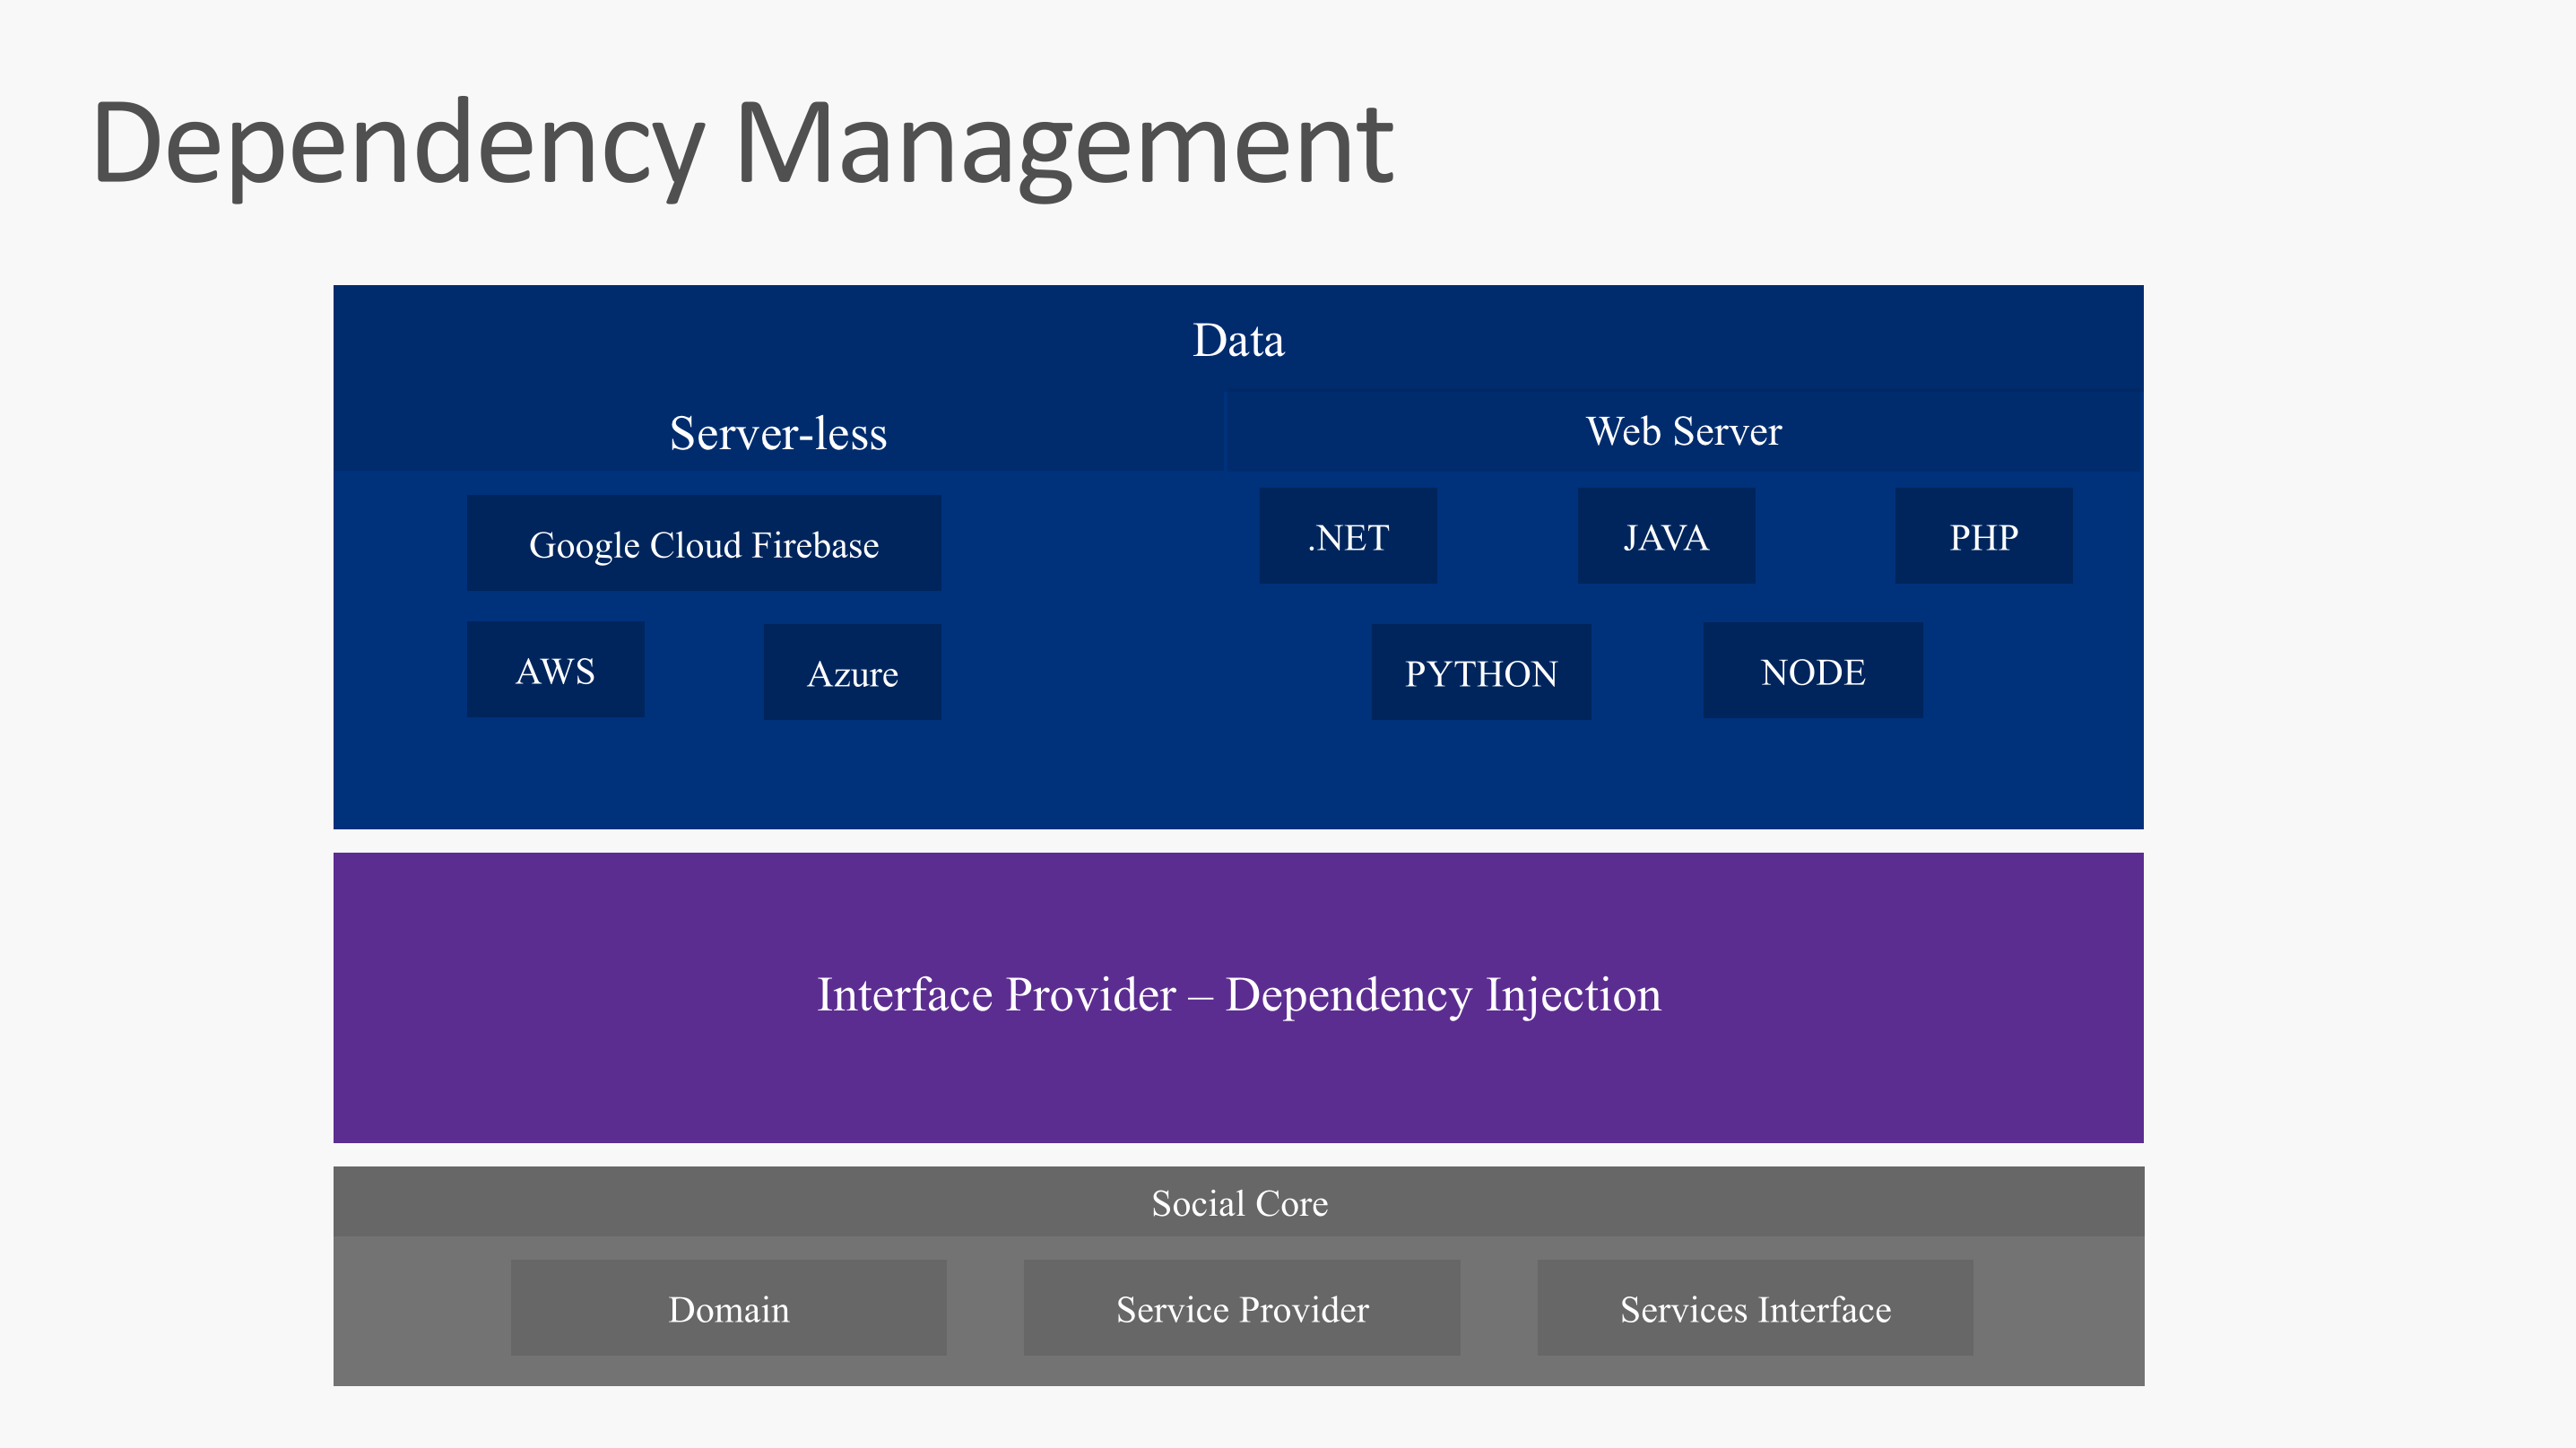 Dependency Management
Data
Server-less
Web Server
Google Cloud Firebase
.NET
JAVA
PHP
AWS
Azure
PYTHON
NODE
Interface Provider – Dependency Injection
Social Core
Domain
Service Provider
Services Interface